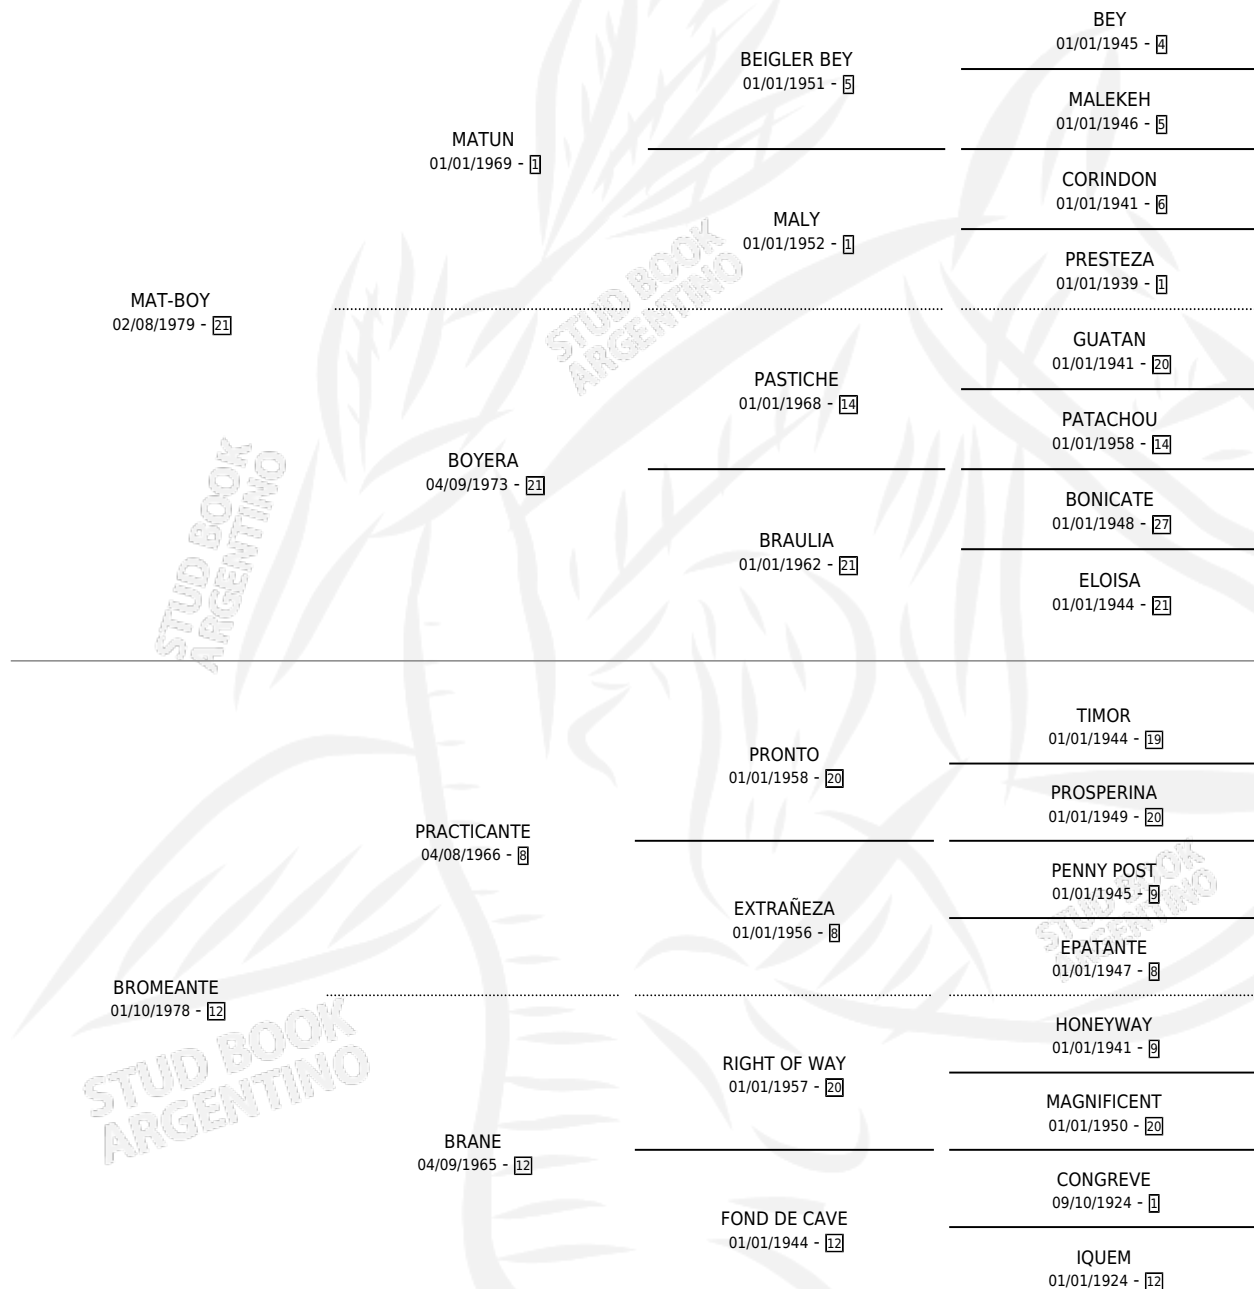 BEY
01/01/1945 - 4
BEIGLER BEY
01/01/1951 - 5
MALEKEH
01/01/1946 - 5
MATUN
01/01/1969 - 1
CORINDON
01/01/1941 - 6
MALY
01/01/1952 - 1
PRESTEZA
01/01/1939 - 1
MAT-BOY
02/08/1979 - 21
STUD BOOK
ARGENTINO
GUATAN
01/01/1941 - 20
PASTICHE
01/01/1968 - 14
PATACHOU
01/01/1958 - 14
BOYERA
04/09/1973 - 21
BONICATE
01/01/1948 - 27
BRAULIA
01/01/1962 - 21
ELOISA
01/01/1944 - 21
STUD BOOK
ARGENTINO
TIMOR
01/01/1944 - 19
PRONTO
01/01/1958 - 20
PROSPERINA
01/01/1949 - 20
PRACTICANTE
04/08/1966 - 8
PENNY POST
01/01/1945 - 9
EXTRAÑEZA
01/01/1956 - 8
STUD BOOK
ARGENTINO
EPATANTE
01/01/1947 - 8
BROMEANTE
01/10/1978 - 12
HONEYWAY
01/01/1941 - 9
RIGHT OF WAY
01/01/1957 - 20
STUD BOOK
ARGENTINO
MAGNIFICENT
01/01/1950 - 20
BRANE
04/09/1965 - 12
CONGREVE
09/10/1924 - 1
FOND DE CAVE
01/01/1944 - 12
IQUEM
01/01/1924 - 12